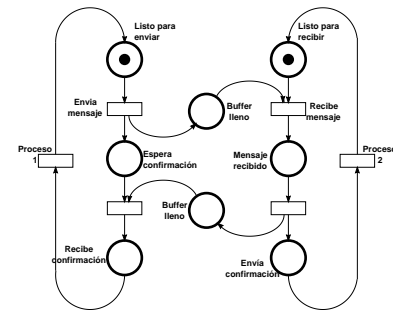 Listo para
enviar
Listo para
recibir
Envia
mensaje
Buffer
lleno
Recibe
mensaje
Proceso
1
Espera
confirmación
Mensaje
recibido
Proceso
2
Buffer
lleno
Recibe
confirmación
Envía
confirmación